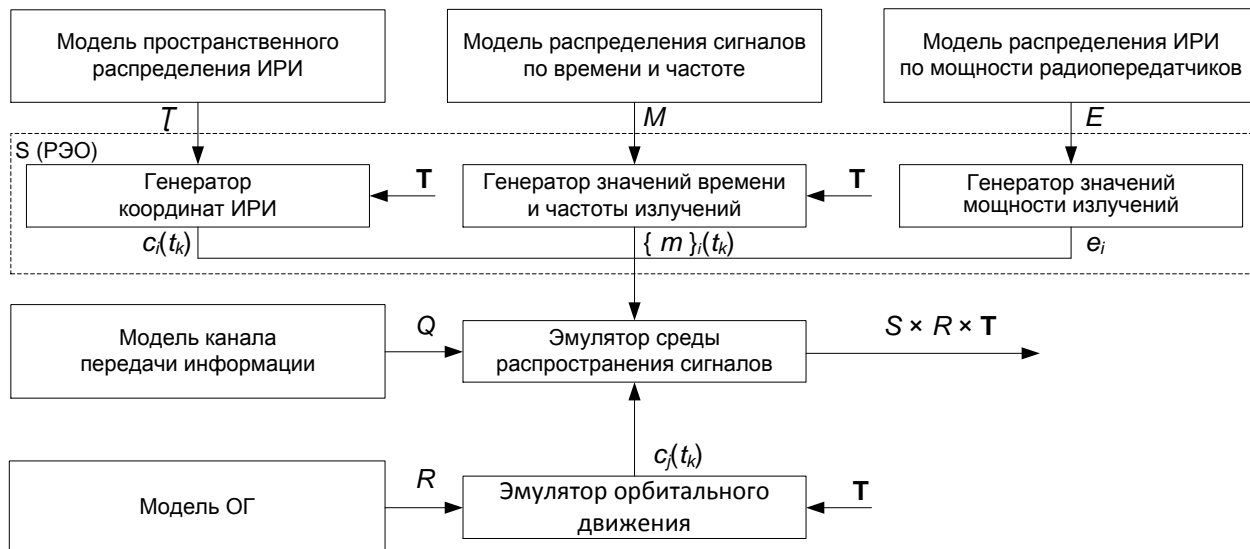 Модель пространственного
распределения ИРИ
Модель распределения сигналов
по времени и частоте
Модель распределения ИРИ
по мощности радиопередатчиков
Ʈ
M
E
S (РЭО)
Генератор
координат ИРИ
T
Генератор значений времени
и частоты излучений
T
Генератор значений
мощности излучений
cᵢ(tₖ)
{ m }ᵢ(tₖ)
eᵢ
Модель канала
передачи информации
Q
Эмулятор среды
распространения сигналов
S × R × T
cⱼ(tₖ)
Модель ОГ
R
Эмулятор орбитального
движения
T